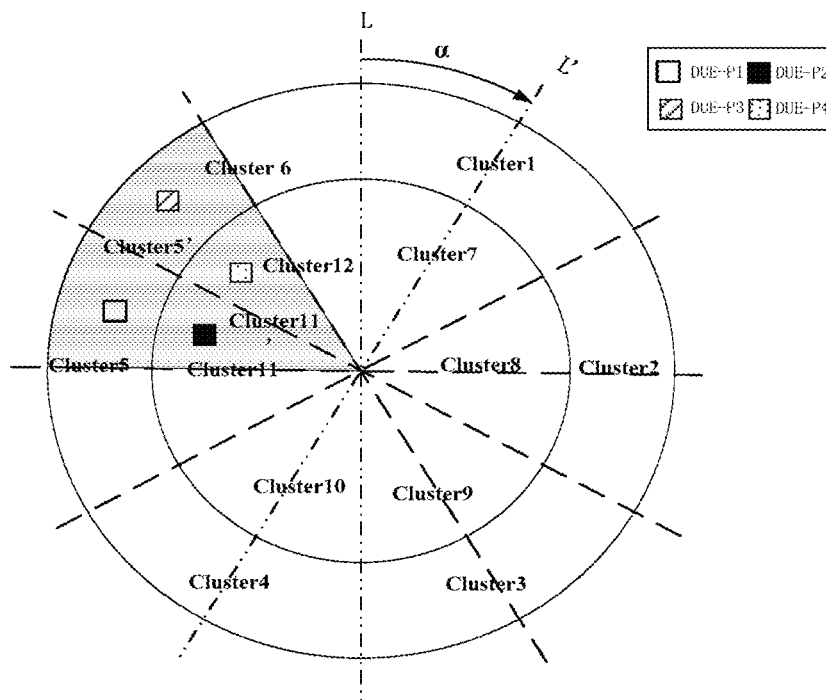 L
α
L'
DUE-P1 DUE-P2
DUE-P3 DUE-P4
Cluster 6
Cluster1
Cluster5'
Cluster12
Cluster7
Cluster11
'
Cluster5
Cluster11
Cluster8
Cluster2
Cluster10
Cluster9
Cluster4
Cluster3